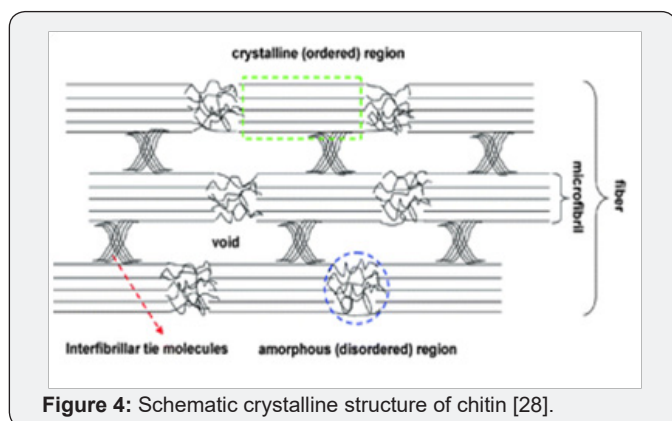 crystalline (ordered) region
microfibril
fiber
void
Interfibrillar tie molecules
amorphous (disordered) region
Figure 4: Schematic crystalline structure of chitin [28].